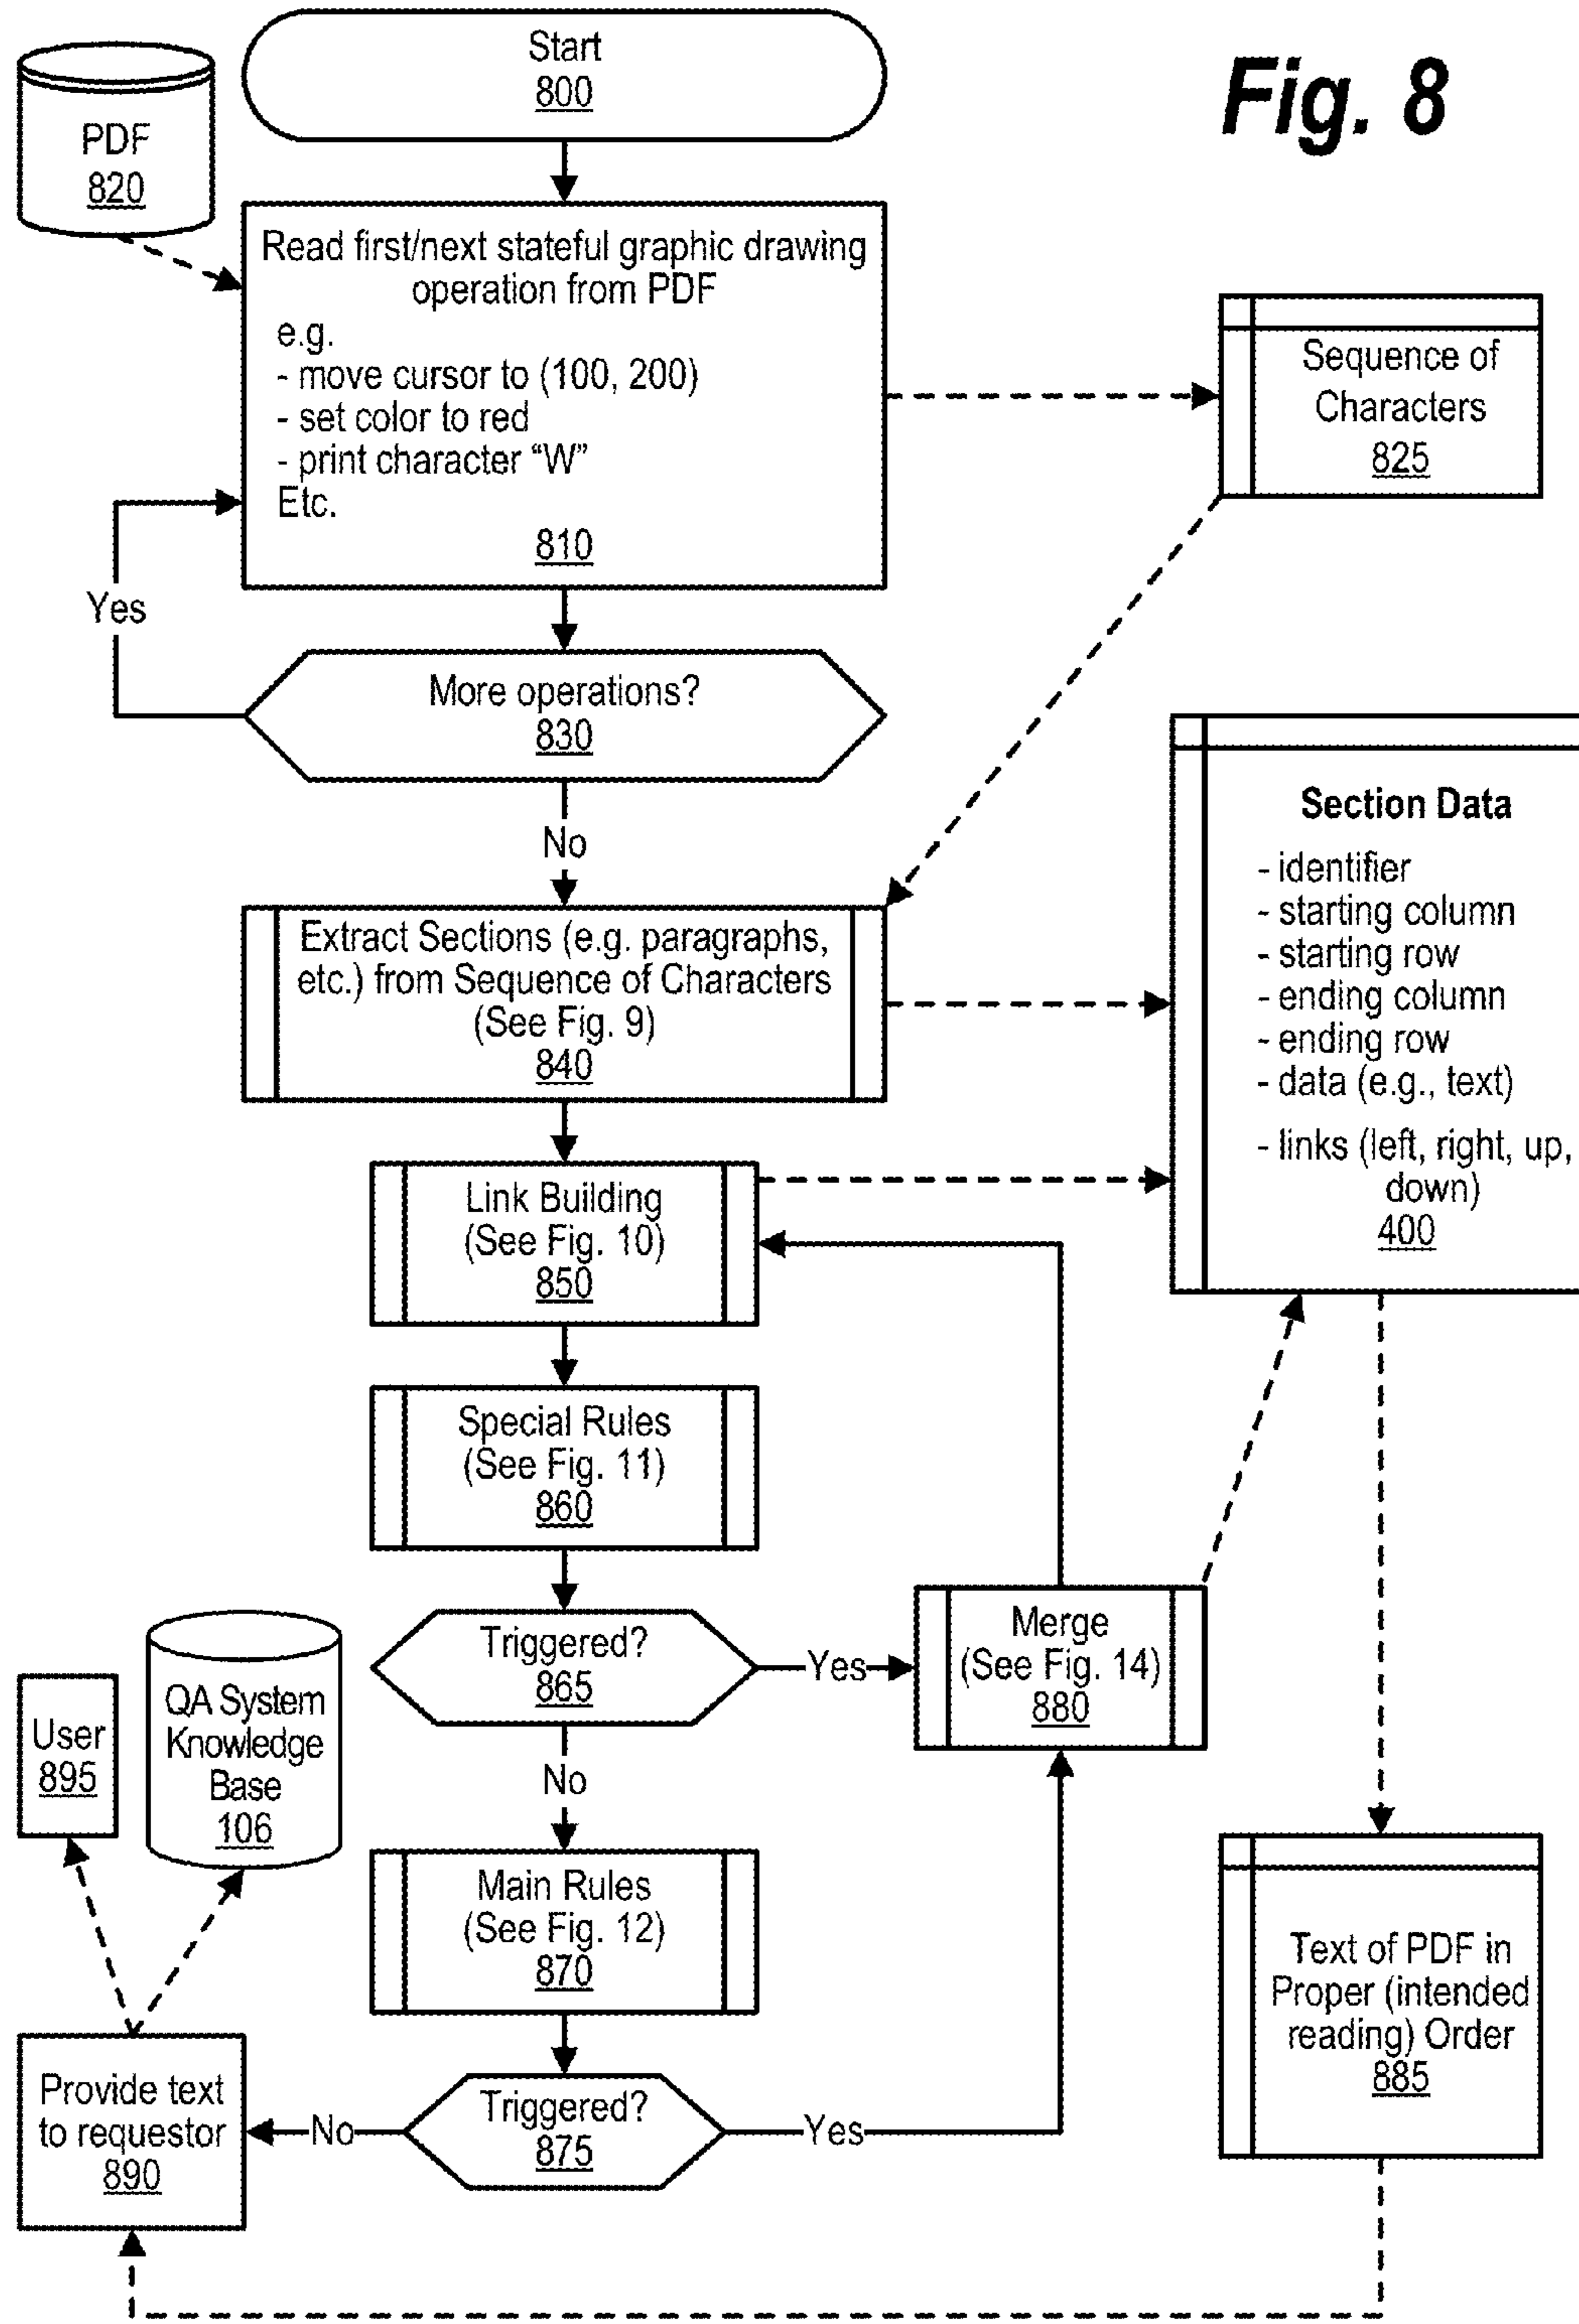 Fig. 8
Start
800
PDF
820
Read first/next stateful graphic drawing
operation from PDF
e.g.
- move cursor to (100, 200)
- set color to red
- print character “W”
Etc.
810
Sequence of
Characters
825
Yes
More operations?
830
No
Section Data
- identifier
- starting column
- starting row
- ending column
- ending row
- data (e.g., text)
- links (left, right, up,
down)
400
Extract Sections (e.g. paragraphs,
etc.) from Sequence of Characters
(See Fig. 9)
840
Link Building
(See Fig. 10)
850
Special Rules
(See Fig. 11)
860
Triggered?
865
Yes
Merge
(See Fig. 14)
880
No
User
895
QA System
Knowledge
Base
106
Main Rules
(See Fig. 12)
870
Text of PDF in
Proper (intended
reading) Order
885
Triggered?
875
Yes
No
Provide text
to requestor
890